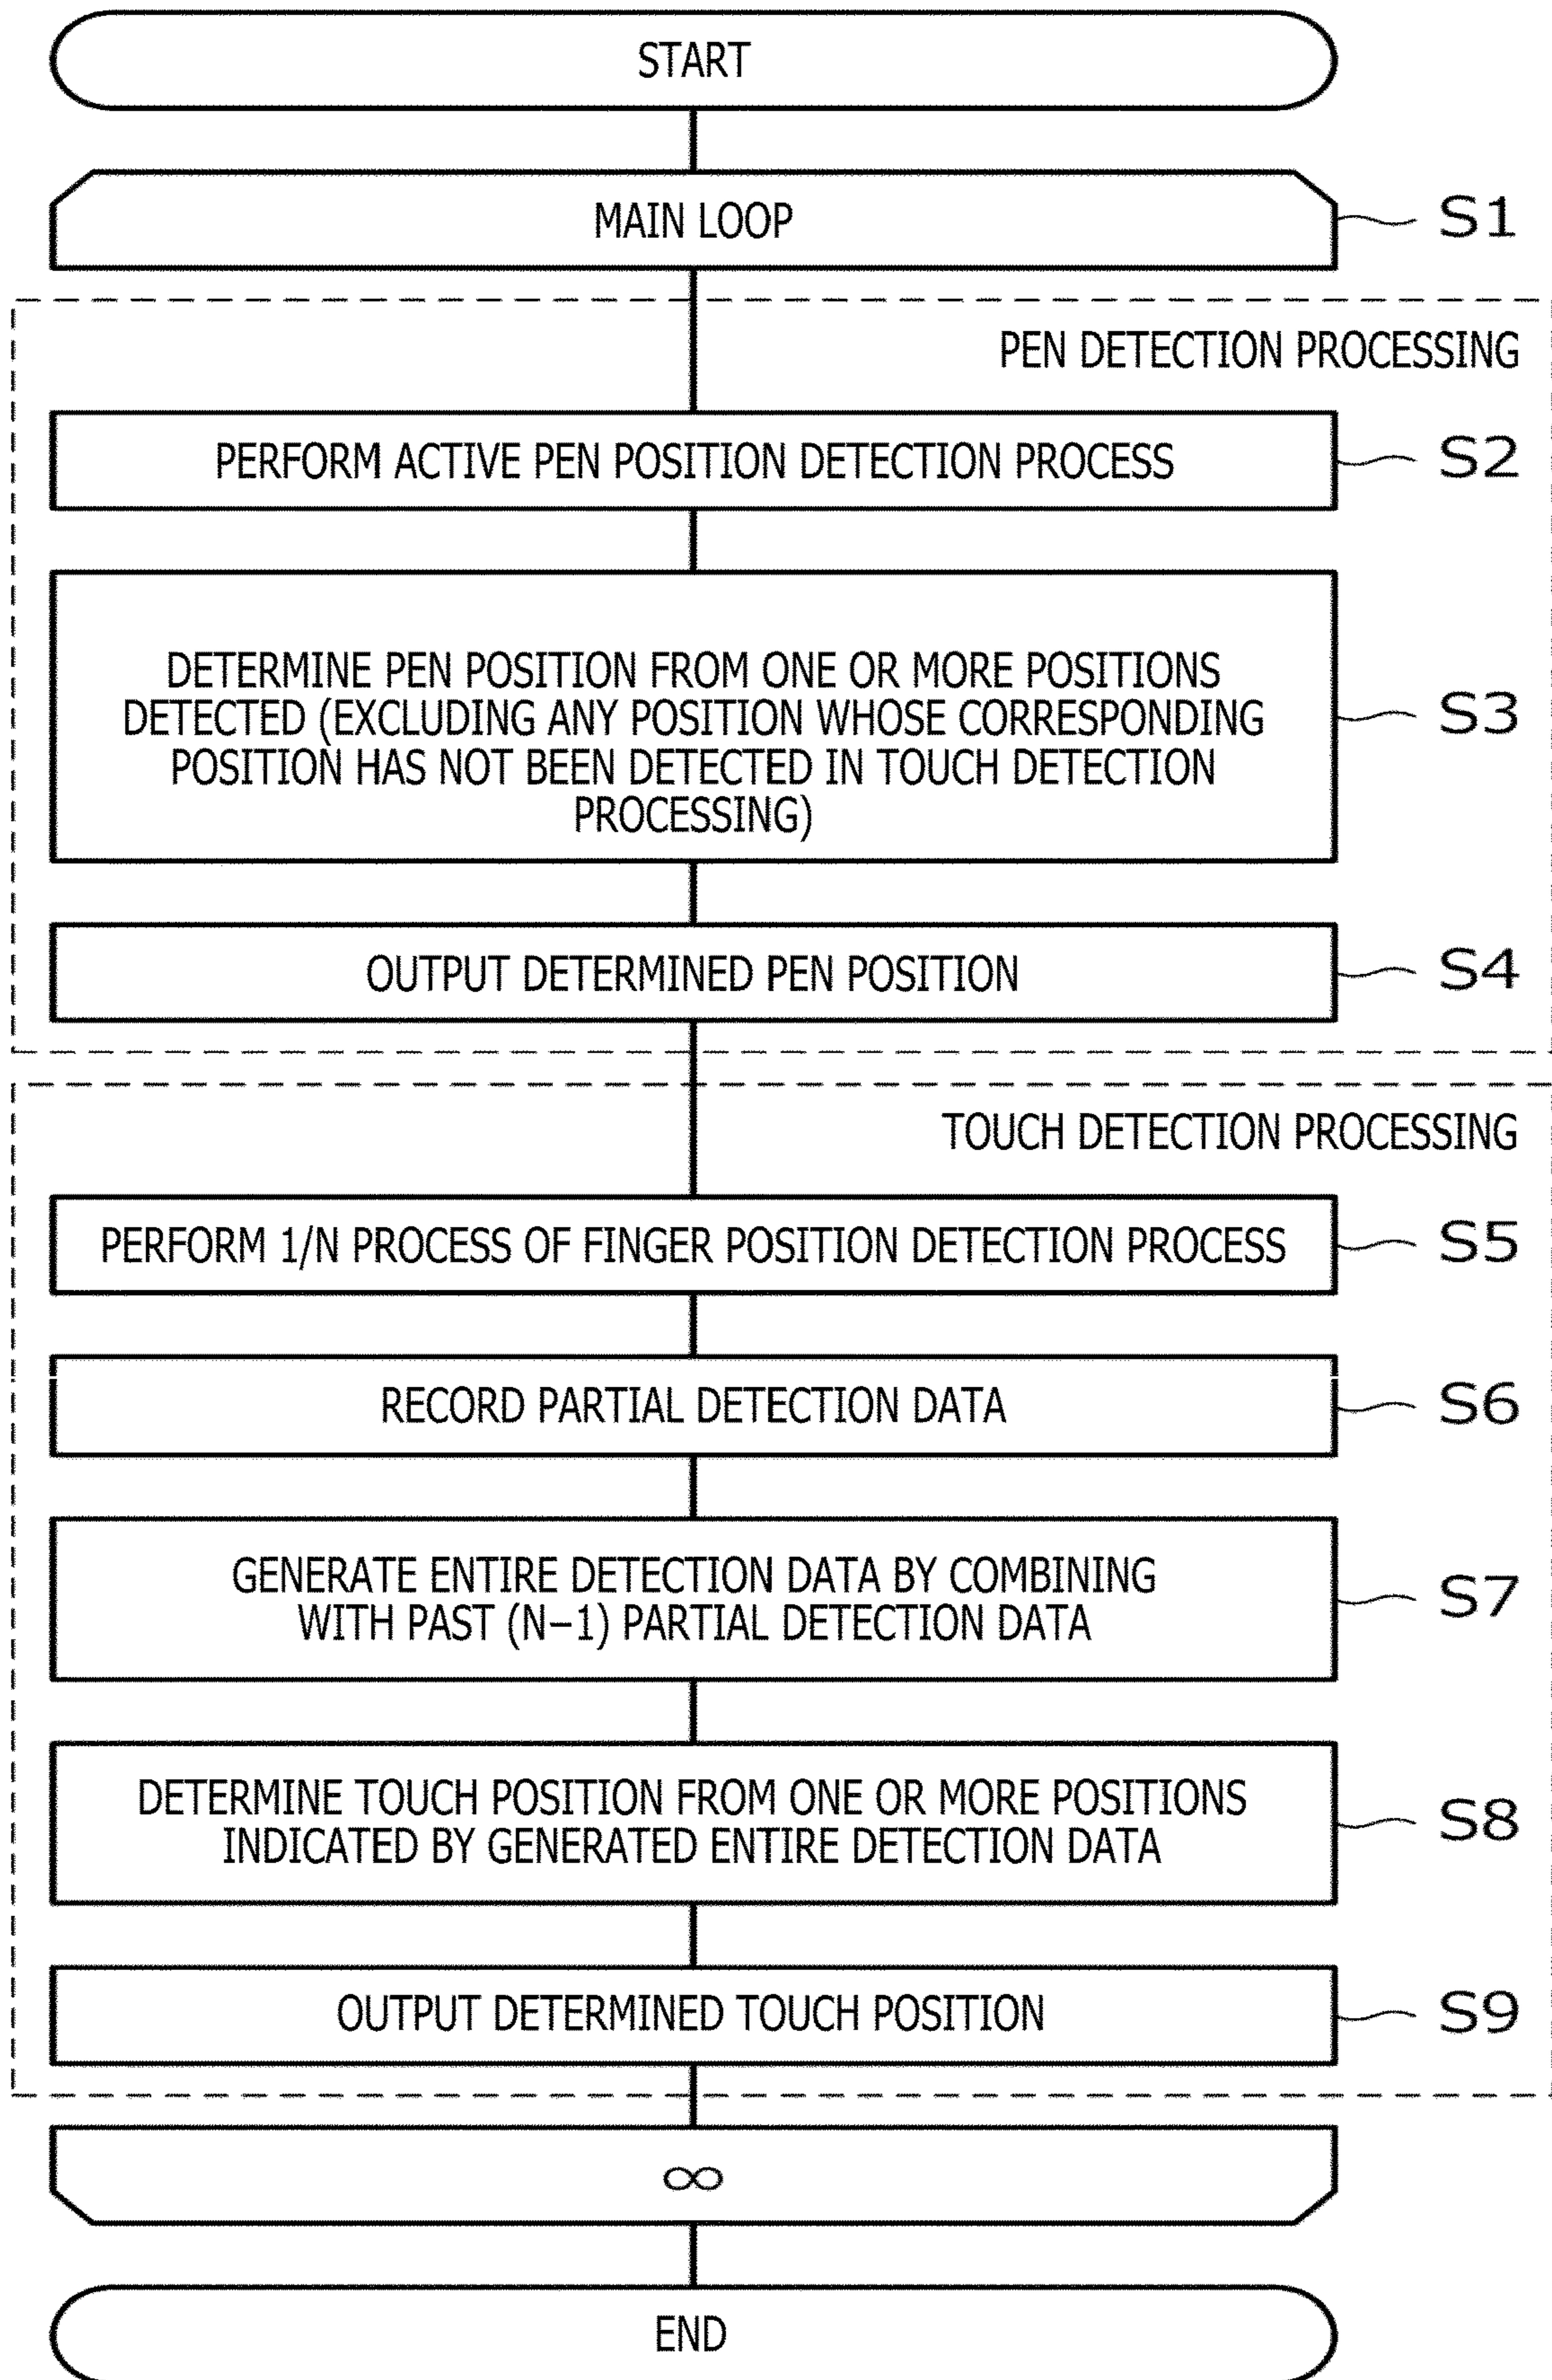 START
MAIN LOOP
S1
PEN DETECTION PROCESSING
PERFORM ACTIVE PEN POSITION DETECTION PROCESS
S2
DETERMINE PEN POSITION FROM ONE OR MORE POSITIONS
DETECTED (EXCLUDING ANY POSITION WHOSE CORRESPONDING
POSITION HAS NOT BEEN DETECTED IN TOUCH DETECTION
PROCESSING)
S3
OUTPUT DETERMINED PEN POSITION
S4
TOUCH DETECTION PROCESSING
PERFORM 1/N PROCESS OF FINGER POSITION DETECTION PROCESS
S5
RECORD PARTIAL DETECTION DATA
S6
GENERATE ENTIRE DETECTION DATA BY COMBINING
WITH PAST (N−1) PARTIAL DETECTION DATA
S7
DETERMINE TOUCH POSITION FROM ONE OR MORE POSITIONS
INDICATED BY GENERATED ENTIRE DETECTION DATA
S8
OUTPUT DETERMINED TOUCH POSITION
S9
∞
END